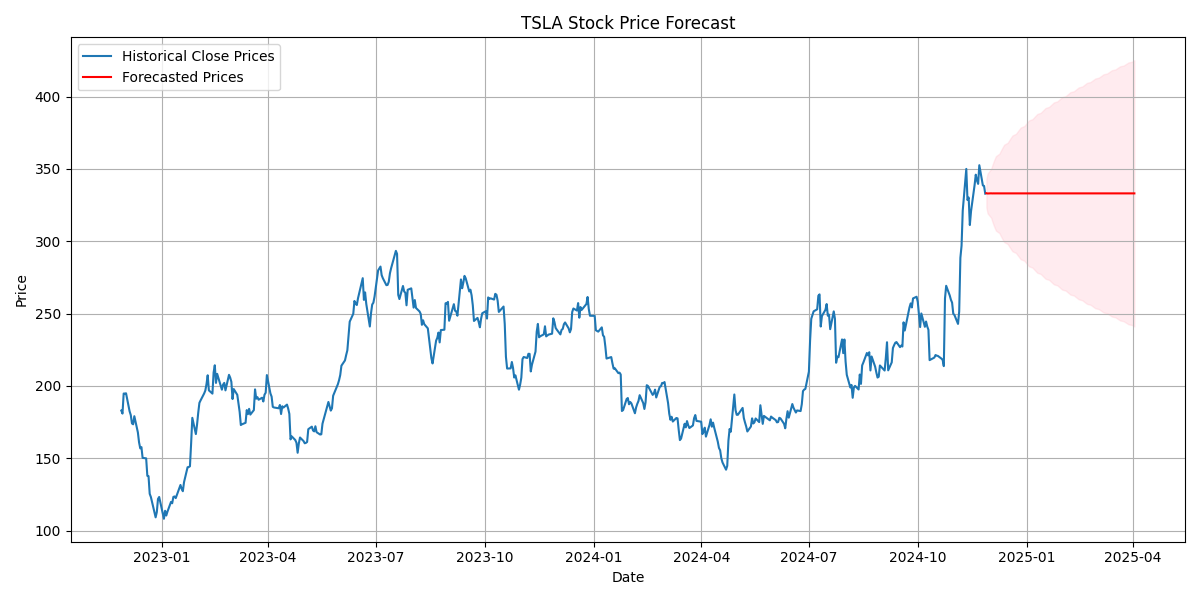 TSLA Stock Price Forecast
Historical Close Prices
Forecasted Prices
Price
400
350
300
250
200
150
100
2023-01 2023-04 2023-07 2023-10 2024-01 2024-04 2024-07 2024-10 2025-01 2025-04
Date